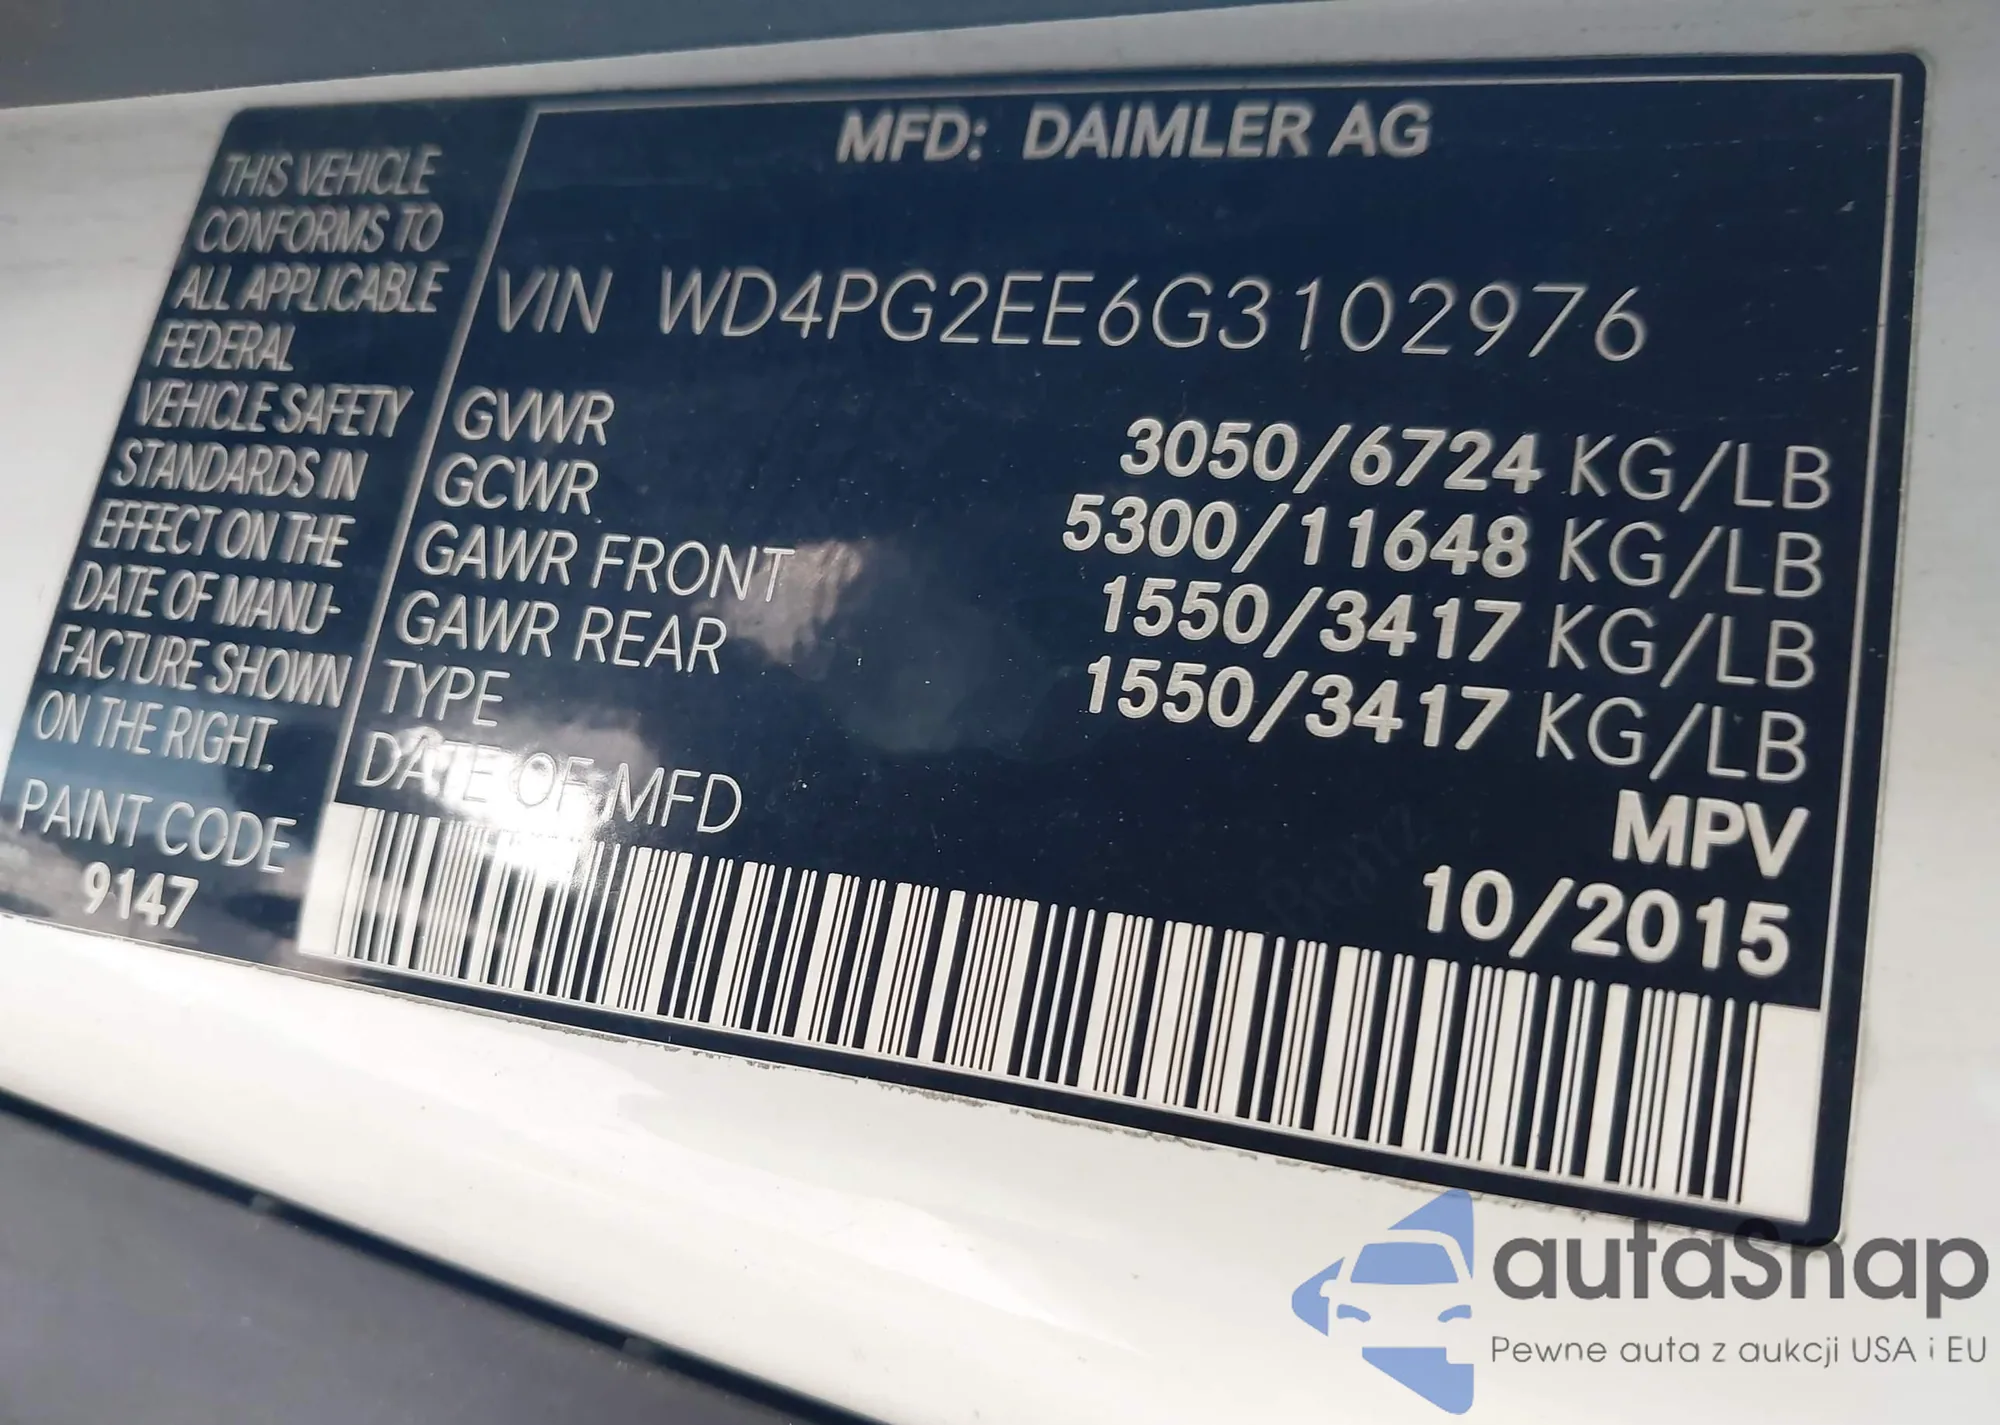 MFD: DAIMLER AG
THIS VEHICLE
CONFORMS TO
ALL APPLICABLE
FEDERAL
VEHICLE SAFETY
STANDARDS IN
EFFECT ON THE
DATE OF MANU-
FACTURE SHOWN
ON THE RIGHT.
PAINT CODE
9147
VIN WD4PG2EE6G3102976
GVWR 3050/6724 KG/LB
GCWR 5300/11648 KG/LB
GAWR FRONT 1550/3417 KG/LB
GAWR REAR 1550/3417 KG/LB
TYPE MPV
DATE OF MFD 10/2015
autaSnap
Pewne auta z aukcji USA i EU